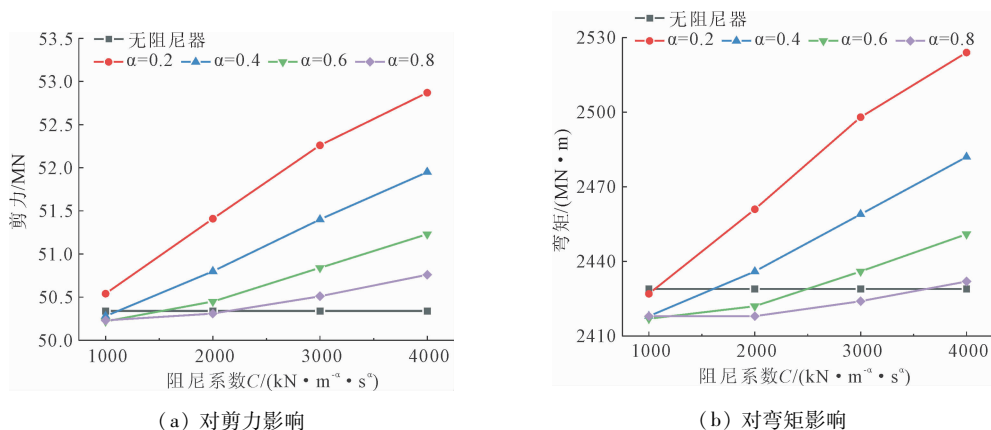 无阻尼器
α=0.2 α=0.4 α=0.6 α=0.8
53.5
53.0
52.5
52.0
51.5
51.0
50.5
50.0
剪力/MN
1000 2000 3000 4000
阻尼系数C/(kN·m⁻ᵅ·sᵅ)
(a) 对剪力影响
无阻尼器
α=0.2 α=0.4 α=0.6 α=0.8
2530
2500
2470
2440
2410
弯矩/(MN·m)
1000 2000 3000 4000
阻尼系数C/(kN·m⁻ᵅ·sᵅ)
(b) 对弯矩影响